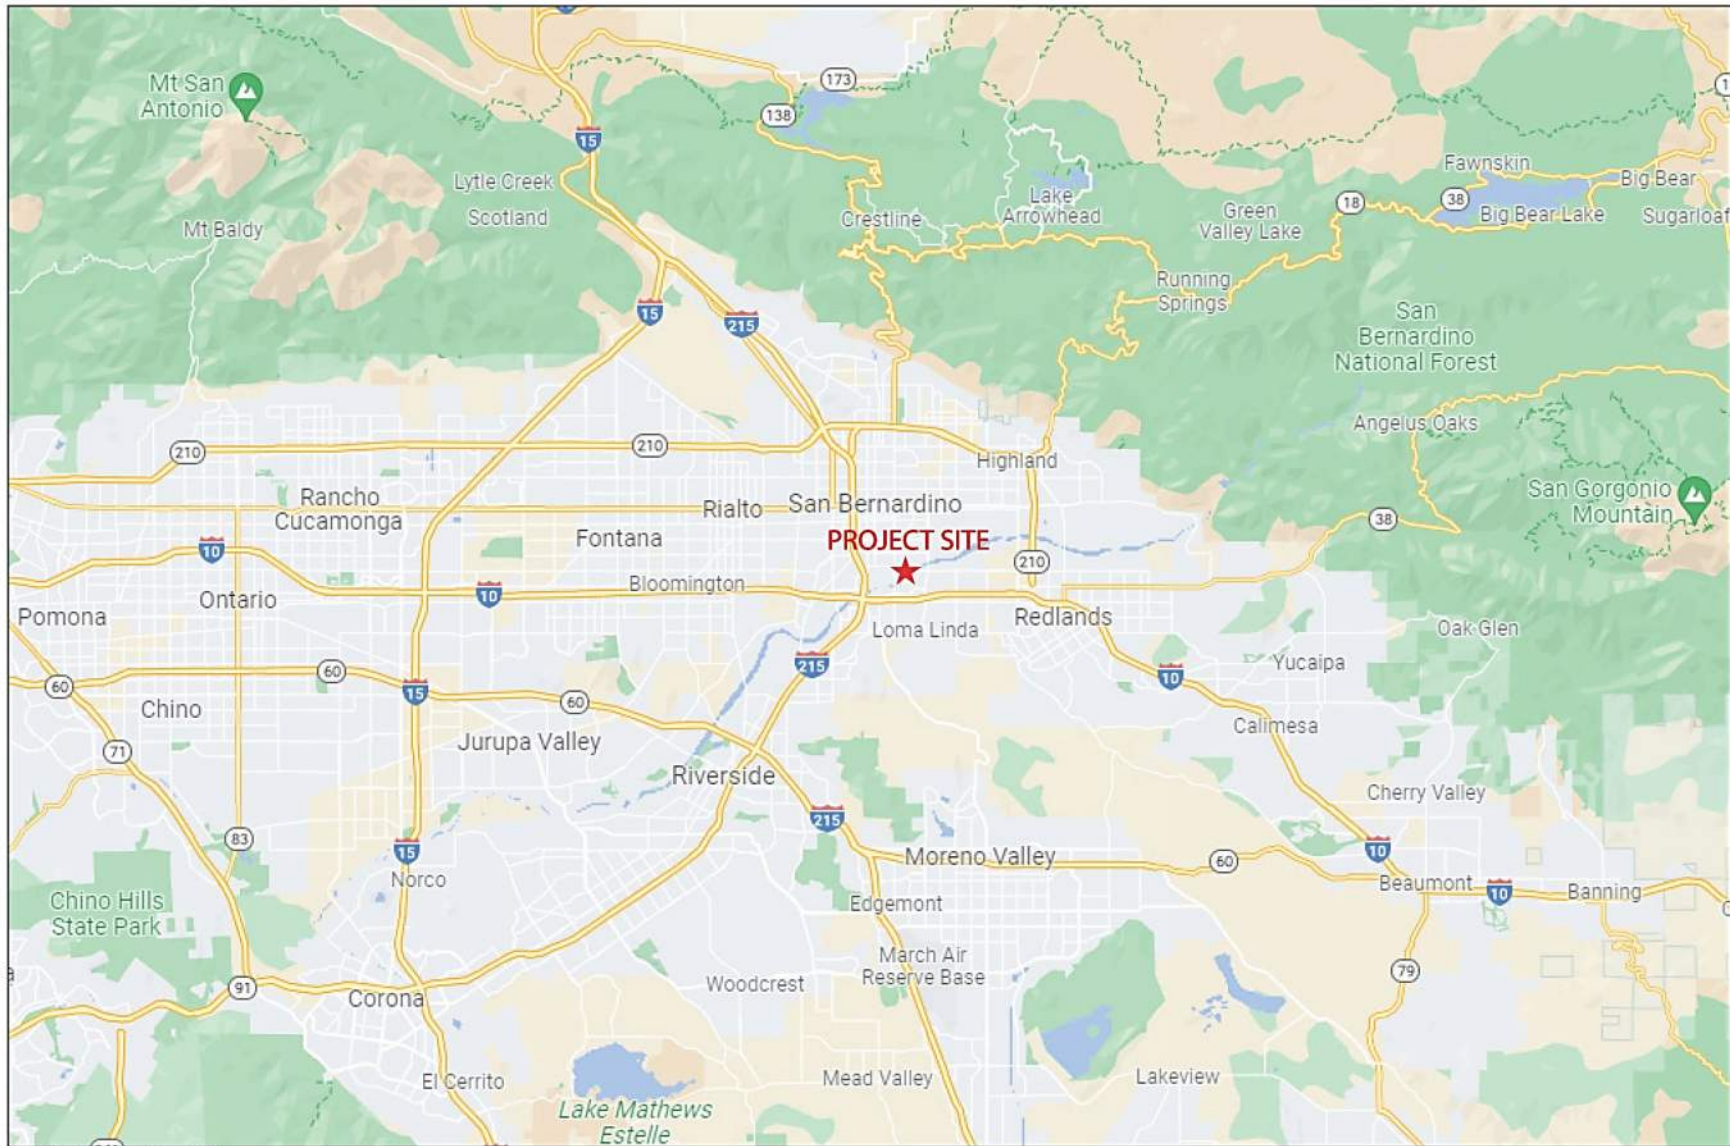 Mt San
Antonio
173
138
15
Lytle Creek
Scotland
Mt Baldy
Crestline
Lake
Arrowhead
Green
Valley Lake
18
38
Fawnskin
Big Bear
Big Bear Lake
Sugarloaf
Running
Springs
15
215
San
Bernardino
National Forest
Angelus Oaks
210
210
Highland
Rancho
Cucamonga
Rialto
San Bernardino
San Gorgonio
Mountain
38
Fontana
PROJECT SITE
10
210
Bloomington
10
Pomona
Ontario
Loma Linda
Redlands
Oak Glen
60
60
15
60
215
10
Yucaipa
Chino
Calimesa
71
Jurupa Valley
Riverside
Cherry Valley
83
15
215
10
Norco
Moreno Valley
60
Beaumont
10
Banning
Chino Hills
State Park
Edgemont
March Air
Reserve Base
79
91
Corona
Woodcrest
El Cerrito
Mead Valley
Lakeview
Lake Mathews
Estelle